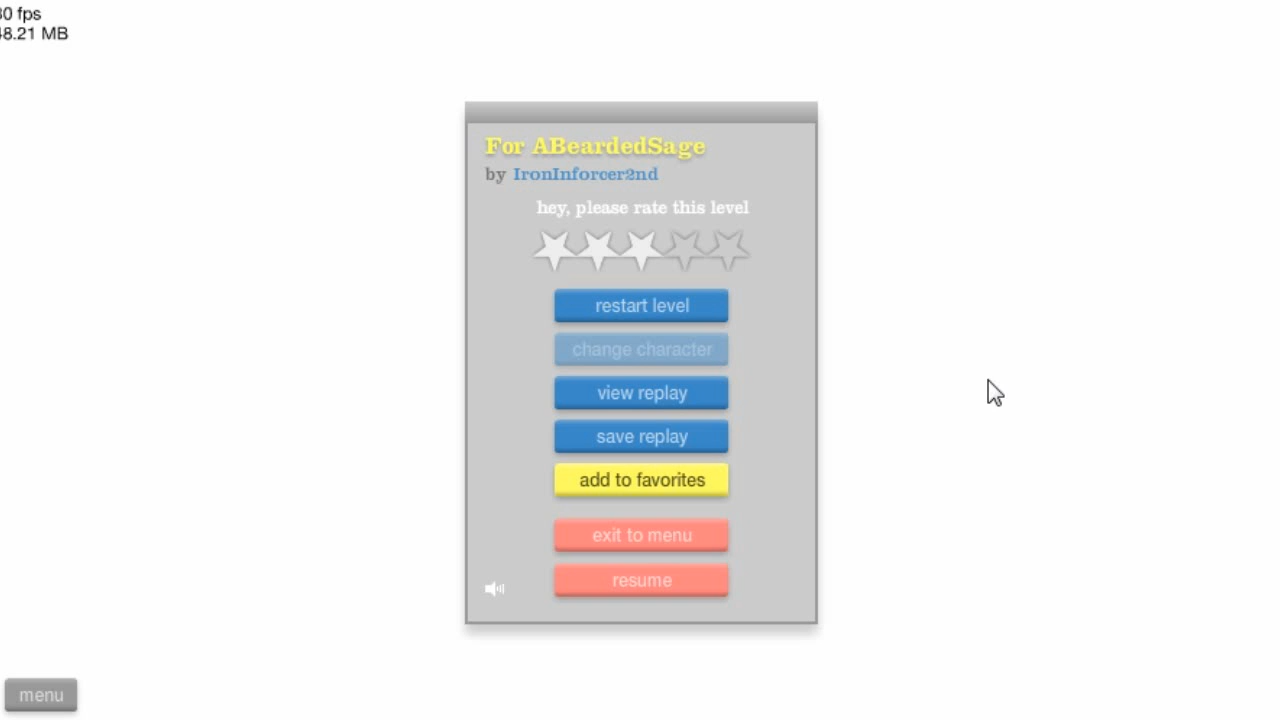 30 fps
48.21 MB
For ABeardedSage
by IronInforcer2nd
hey, please rate this level
restart level
change character
view replay
save replay
add to favorites
exit to menu
resume
menu